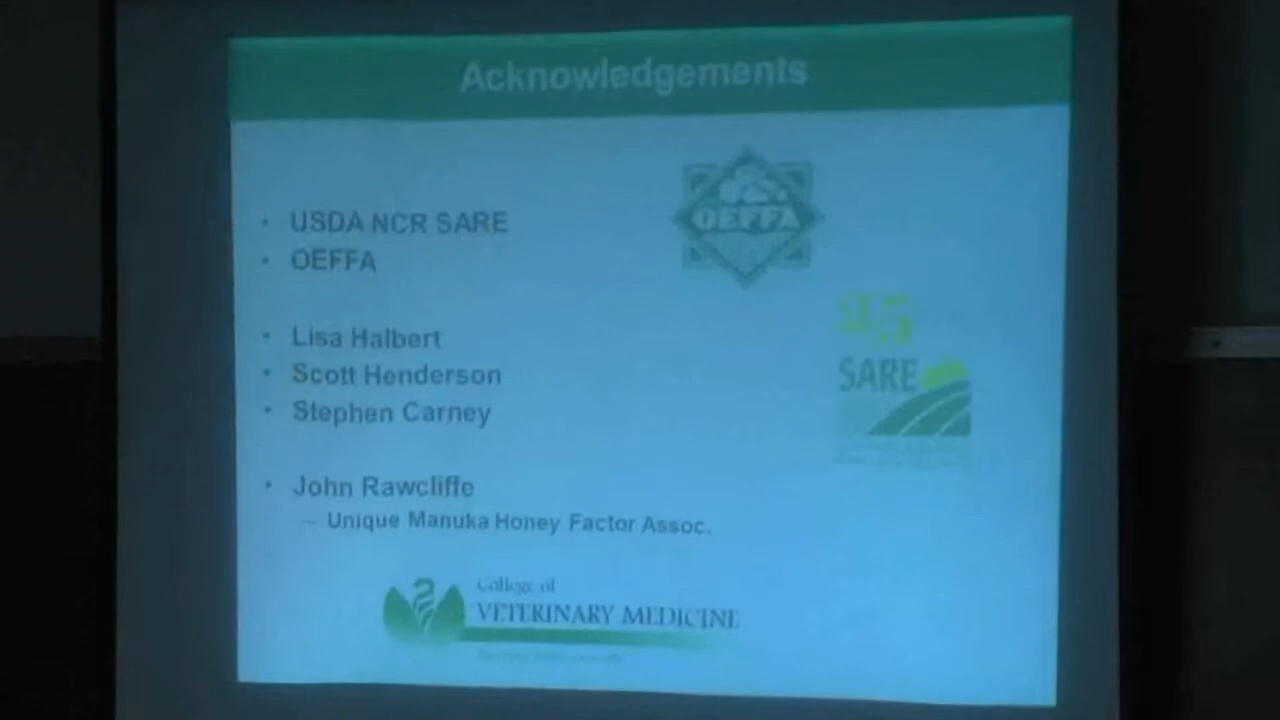 Acknowledgements
• USDA NCR SARE
• OEFFA
OEFFA
25
SARE
• Lisa Halbert
• Scott Henderson
• Stephen Carney
• John Rawcliffe
– Unique Manuka Honey Factor Assoc.
College of
VETERINARY MEDICINE